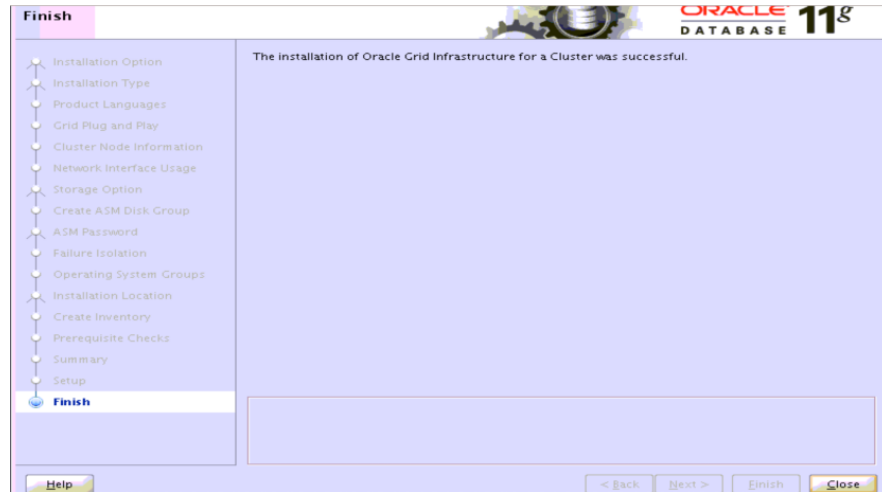 Finish
ORACLE
DATABASE 11g
The installation of Oracle Grid Infrastructure for a Cluster was successful.
Installation Option
Installation Type
Product Languages
Grid Plug and Play
Cluster Node Information
Network Interface Usage
Storage Option
Create ASM Disk Group
ASM Password
Failure Isolation
Operating System Groups
Installation Location
Create Inventory
Prerequisite Checks
Summary
Setup
Finish
Help
< Back Next > Finish Close